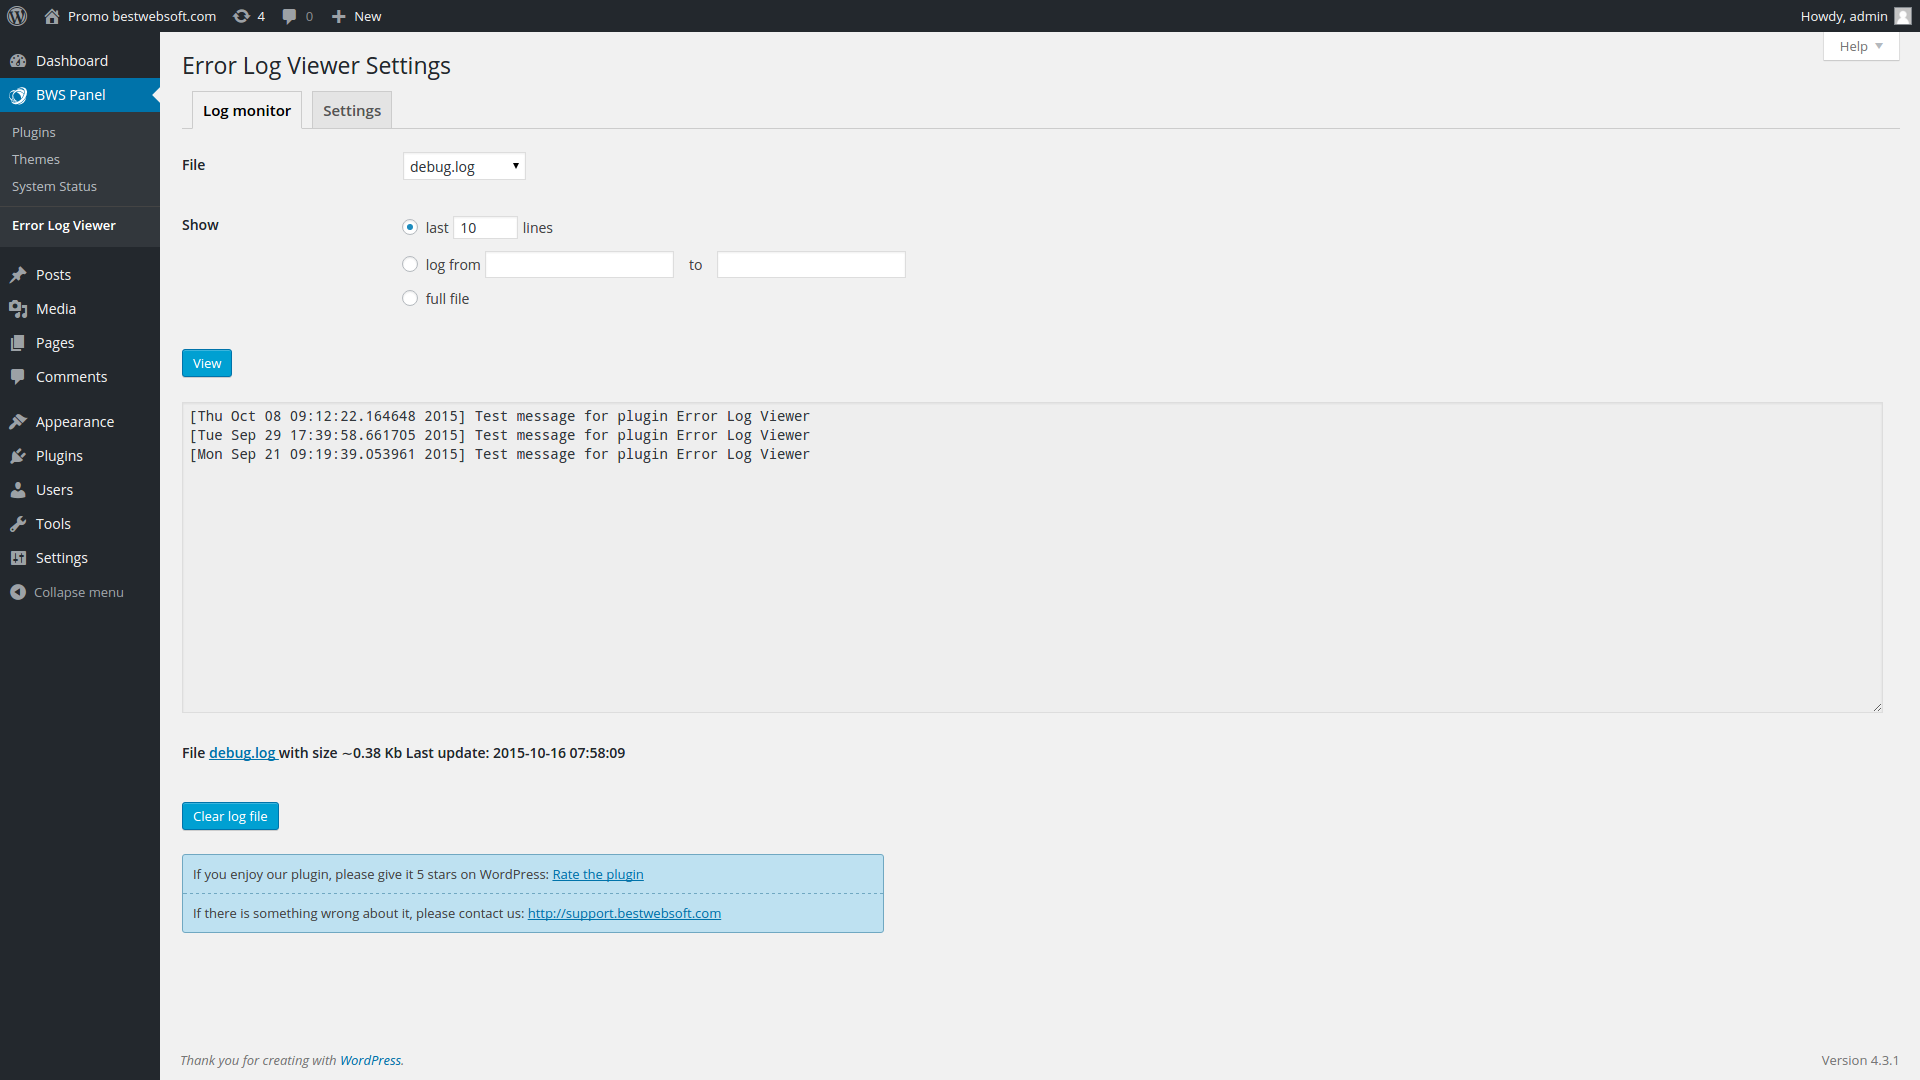 Promo bestwebsoft.com 4 0 New Howdy, admin
Help
Dashboard
BWS Panel
Plugins
Themes
System Status
Error Log Viewer
Posts
Media
Pages
Comments
Appearance
Plugins
Users
Tools
Settings
Collapse menu
Error Log Viewer Settings
Log monitor Settings
File debug.log
Show last 10 lines
log from to
full file
View
[Thu Oct 08 09:12:22.164648 2015] Test message for plugin Error Log Viewer
[Tue Sep 29 17:39:58.661705 2015] Test message for plugin Error Log Viewer
[Mon Sep 21 09:19:39.053961 2015] Test message for plugin Error Log Viewer
File debug.log with size ~0.38 Kb Last update: 2015-10-16 07:58:09
Clear log file
If you enjoy our plugin, please give it 5 stars on WordPress: Rate the plugin
If there is something wrong about it, please contact us: http://support.bestwebsoft.com
Thank you for creating with WordPress. Version 4.3.1